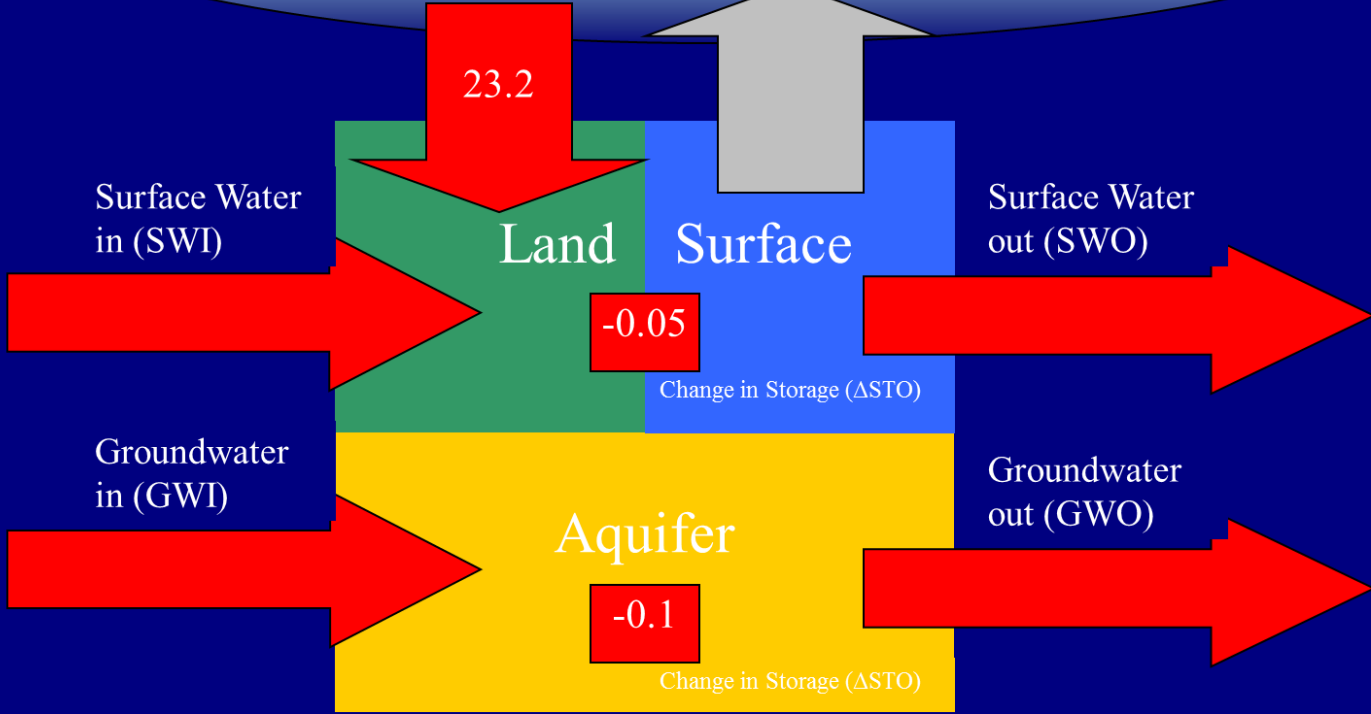 23.2
Surface Water
in (SWI)
Surface Water
out (SWO)
Land
Surface
-0.05
Change in Storage (ΔSTO)
Groundwater
in (GWI)
Groundwater
out (GWO)
Aquifer
-0.1
Change in Storage (ΔSTO)